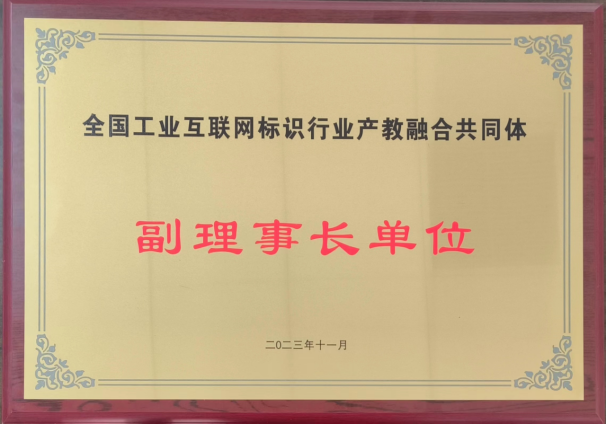 全国工业互联网标识行业产教融合共同体
副理事长单位
二0二三年十一月